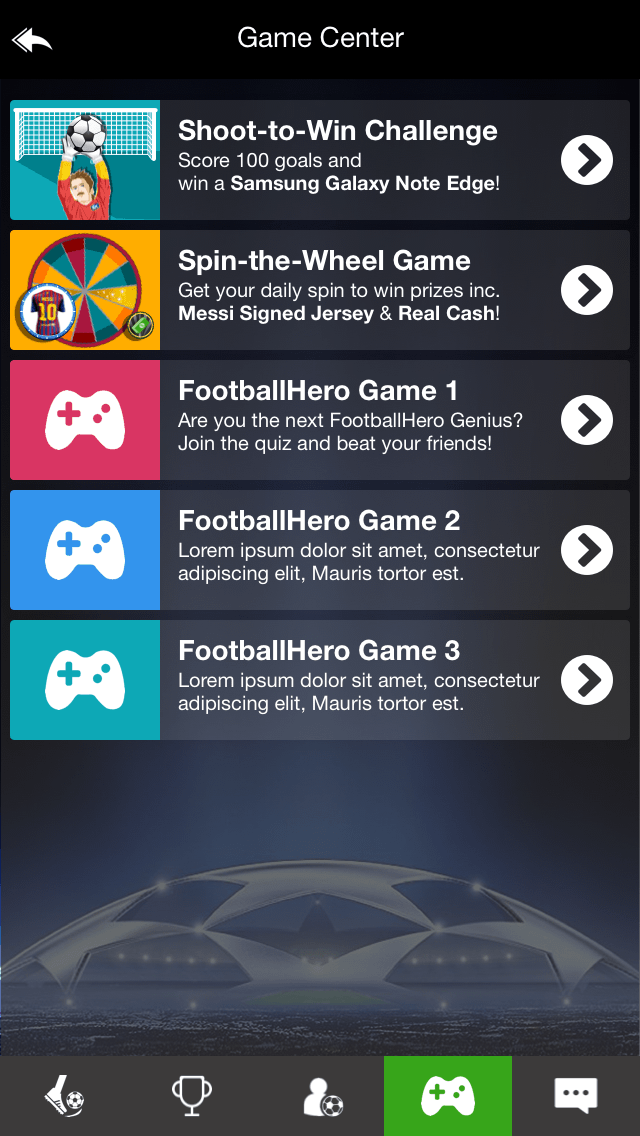 Game Center
Shoot-to-Win Challenge
Score 100 goals and
win a Samsung Galaxy Note Edge!
Spin-the-Wheel Game
Get your daily spin to win prizes inc.
Messi Signed Jersey & Real Cash!
MESSI
10
FootballHero Game 1
Are you the next FootballHero Genius?
Join the quiz and beat your friends!
FootballHero Game 2
Lorem ipsum dolor sit amet, consectetur
adipiscing elit, Mauris tortor est.
FootballHero Game 3
Lorem ipsum dolor sit amet, consectetur
adipiscing elit, Mauris tortor est.